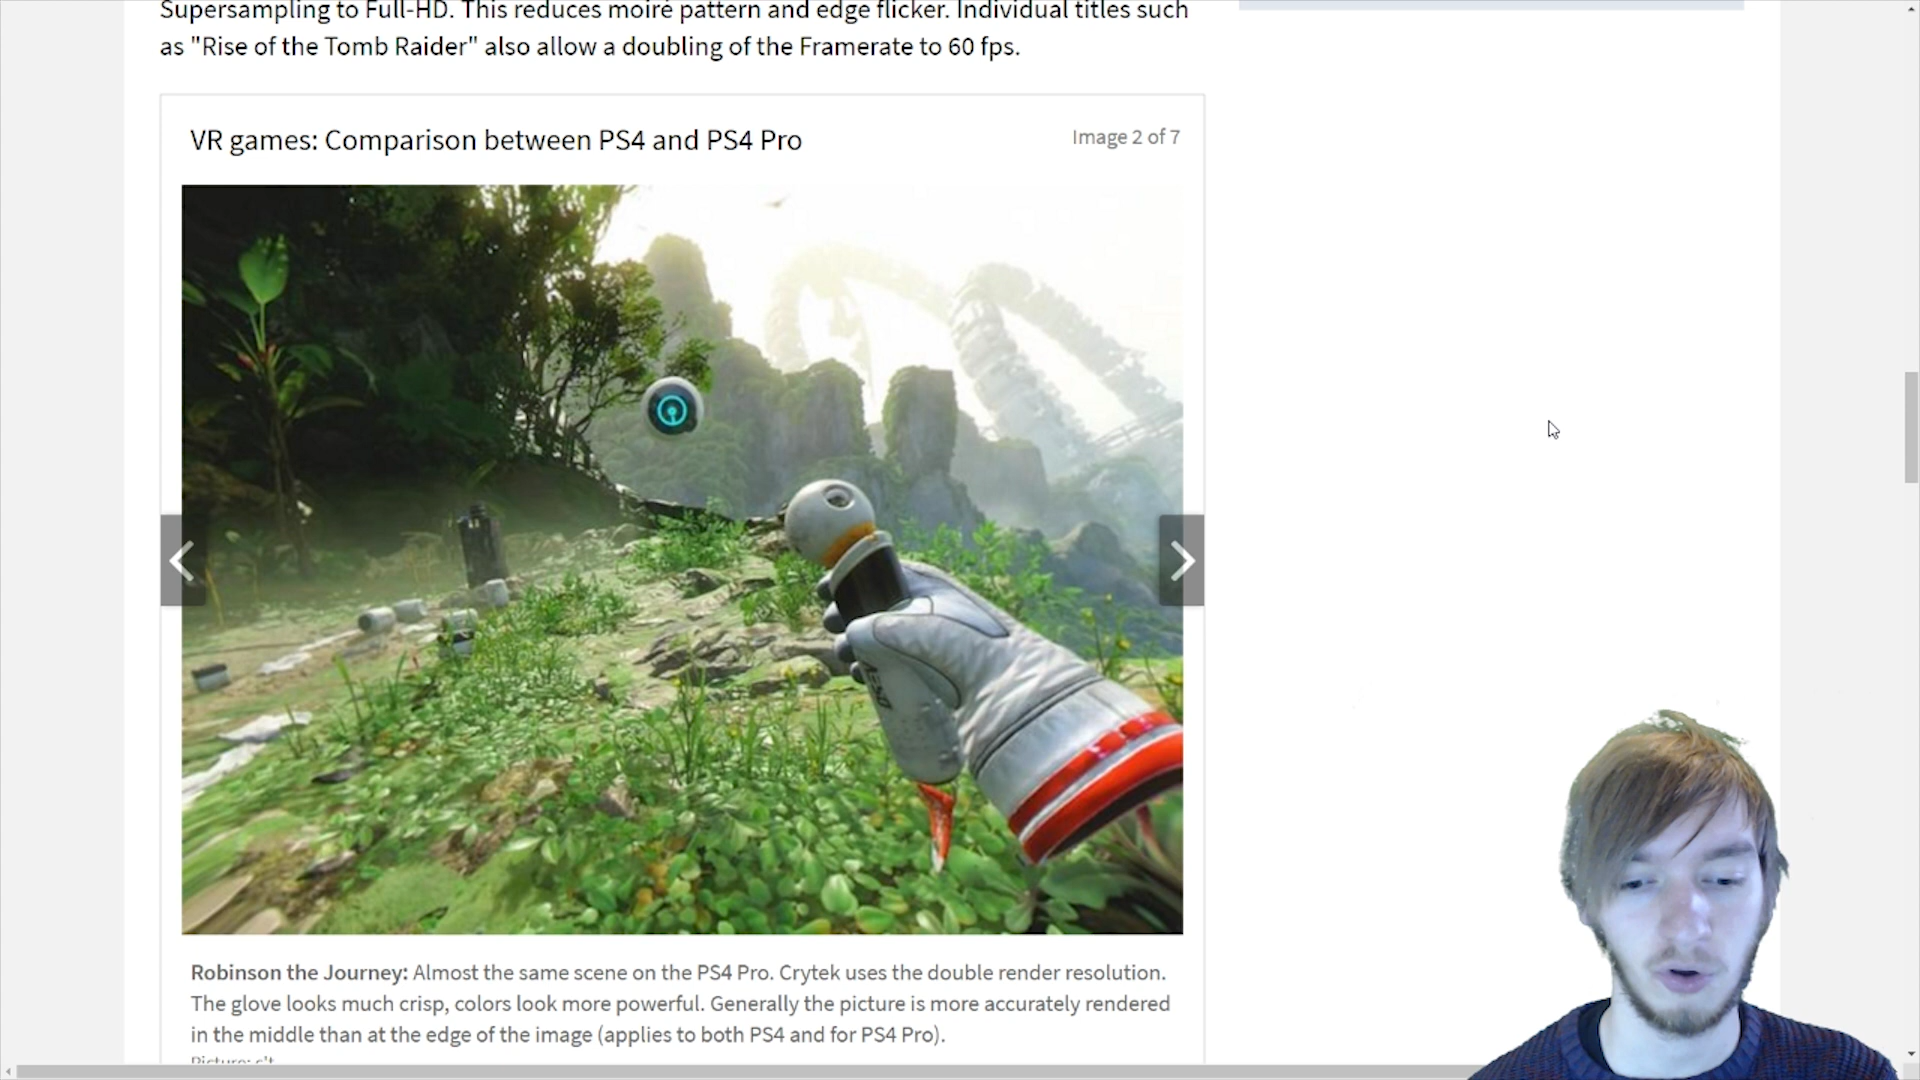 Supersampling to Full-HD. This reduces moiré pattern and edge flicker. Individual titles such
as "Rise of the Tomb Raider" also allow a doubling of the Framerate to 60 fps.
VR games: Comparison between PS4 and PS4 Pro
Image 2 of 7
Robinson the Journey: Almost the same scene on the PS4 Pro. Crytek uses the double render resolution.
The glove looks much crisp, colors look more powerful. Generally the picture is more accurately rendered
in the middle than at the edge of the image (applies to both PS4 and for PS4 Pro).
Picture: c't